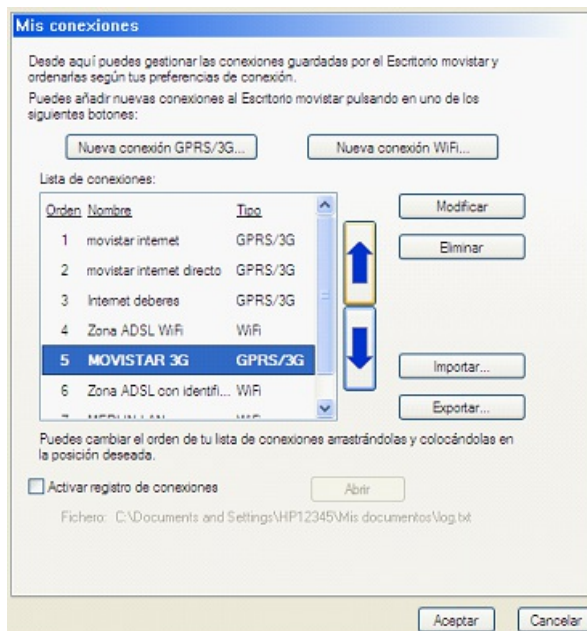 Mis conexiones
Desde aquí puedes gestionar las conexiones guardadas por el Escritorio movistar y
ordenarlas según tus preferencias de conexión.
Puedes añadir nuevas conexiones al Escritorio movistar pulsando en uno de los
siguientes botones:
Nueva conexión GPRS/3G... Nueva conexión WiFi...
Lista de conexiones:
Orden Nombre Tipo
1 movistar internet GPRS/3G
2 movistar internet directo GPRS/3G
3 Internet deberes GPRS/3G
4 Zona ADSL WiFi WiFi
5 MOVISTAR 3G GPRS/3G
6 Zona ADSL con identifi... WiFi
Modificar
Eliminar
Importar...
Exportar...
Puedes cambiar el orden de tu lista de conexiones arrastrándolas y colocándolas en
la posición deseada.
Activar registro de conexiones Abrir
Fichero: C:\Documents and Settings\HP12345\Mis documentos\log.txt
Aceptar Cancelar